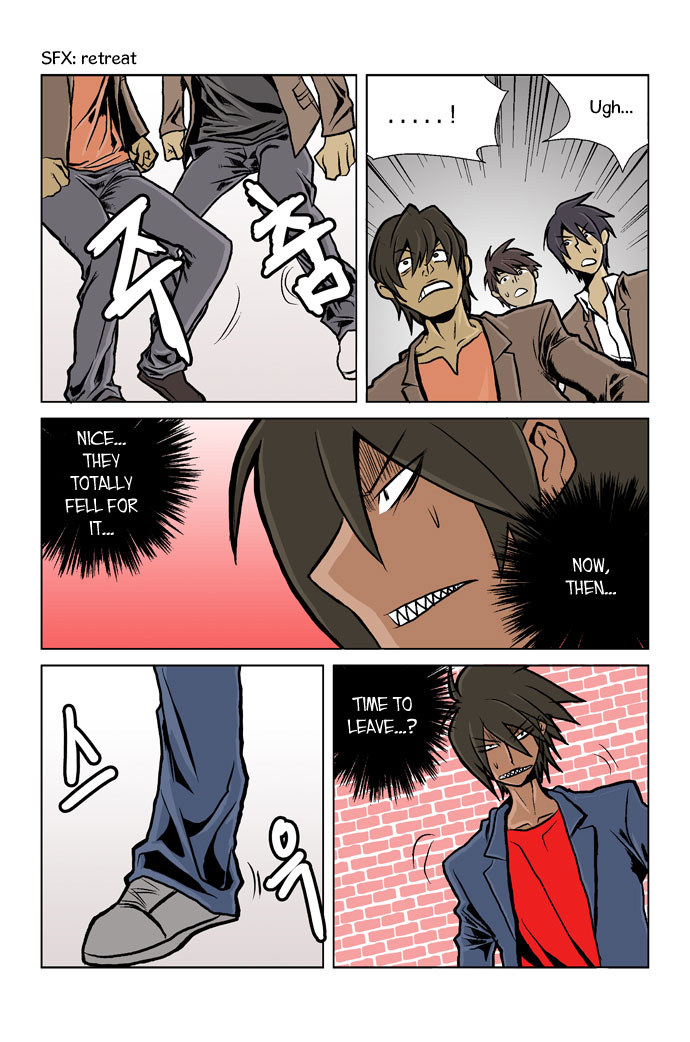 SFX: retreat
주춤
.....!
Ugh...
NICE...
THEY
TOTALLY
FELL FOR
IT...
NOW,
THEN...
스
윽
TIME TO
LEAVE...?